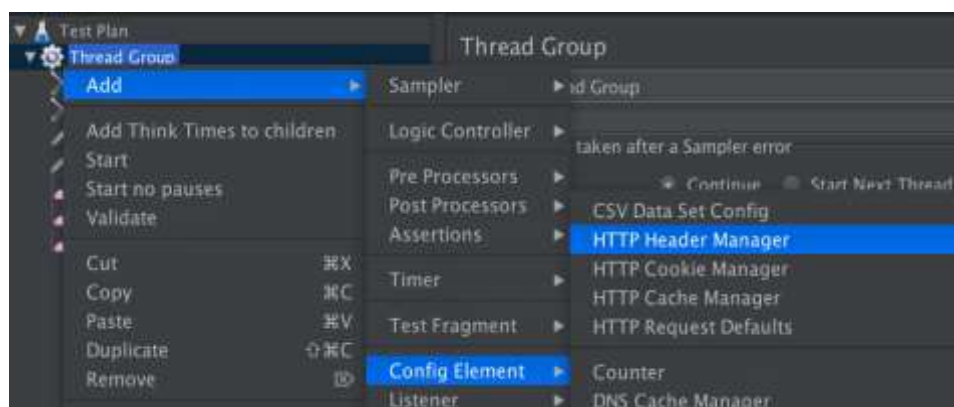 Test Plan
Thread Group
Thread Group
Add
Sampler
d Group
Add Think Times to children
Logic Controller
taken after a Sampler error
Start
Pre Processors
Continue
Start Next Thread
Start no pauses
Post Processors
CSV Data Set Config
Validate
Assertions
HTTP Header Manager
Cut ⌘X
Timer
HTTP Cookie Manager
Copy ⌘C
HTTP Cache Manager
Paste ⌘V
Test Fragment
HTTP Request Defaults
Duplicate ⇧⌘C
Remove ⌦
Config Element
Counter
Listener
DNS Cache Manager